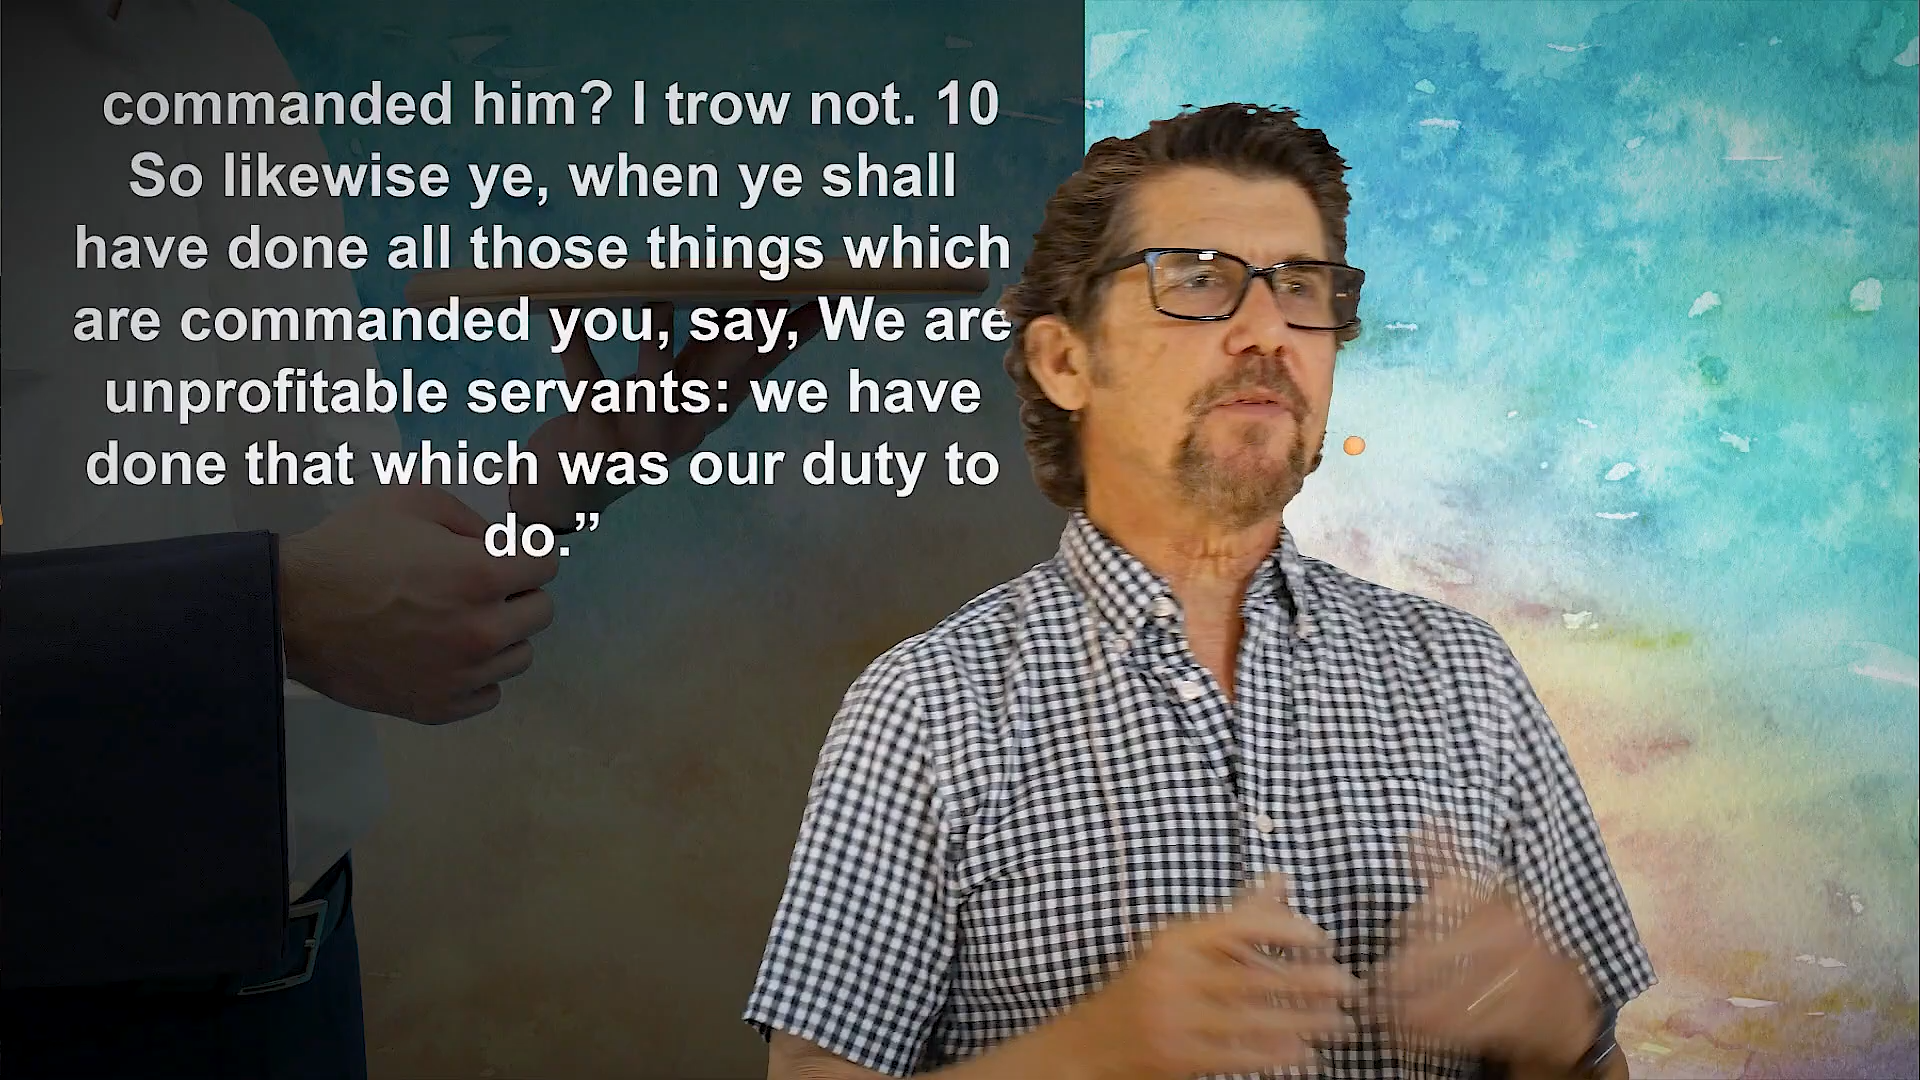 commanded him? I trow not. 10
So likewise ye, when ye shall
have done all those things which
are commanded you, say, We are
unprofitable servants: we have
done that which was our duty to
do.”